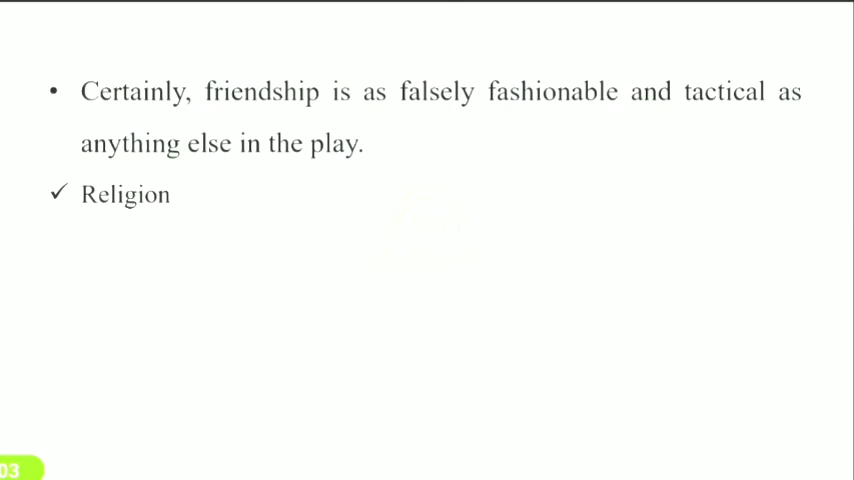 • Certainly, friendship is as falsely fashionable and tactical as
anything else in the play.
✓ Religion
03